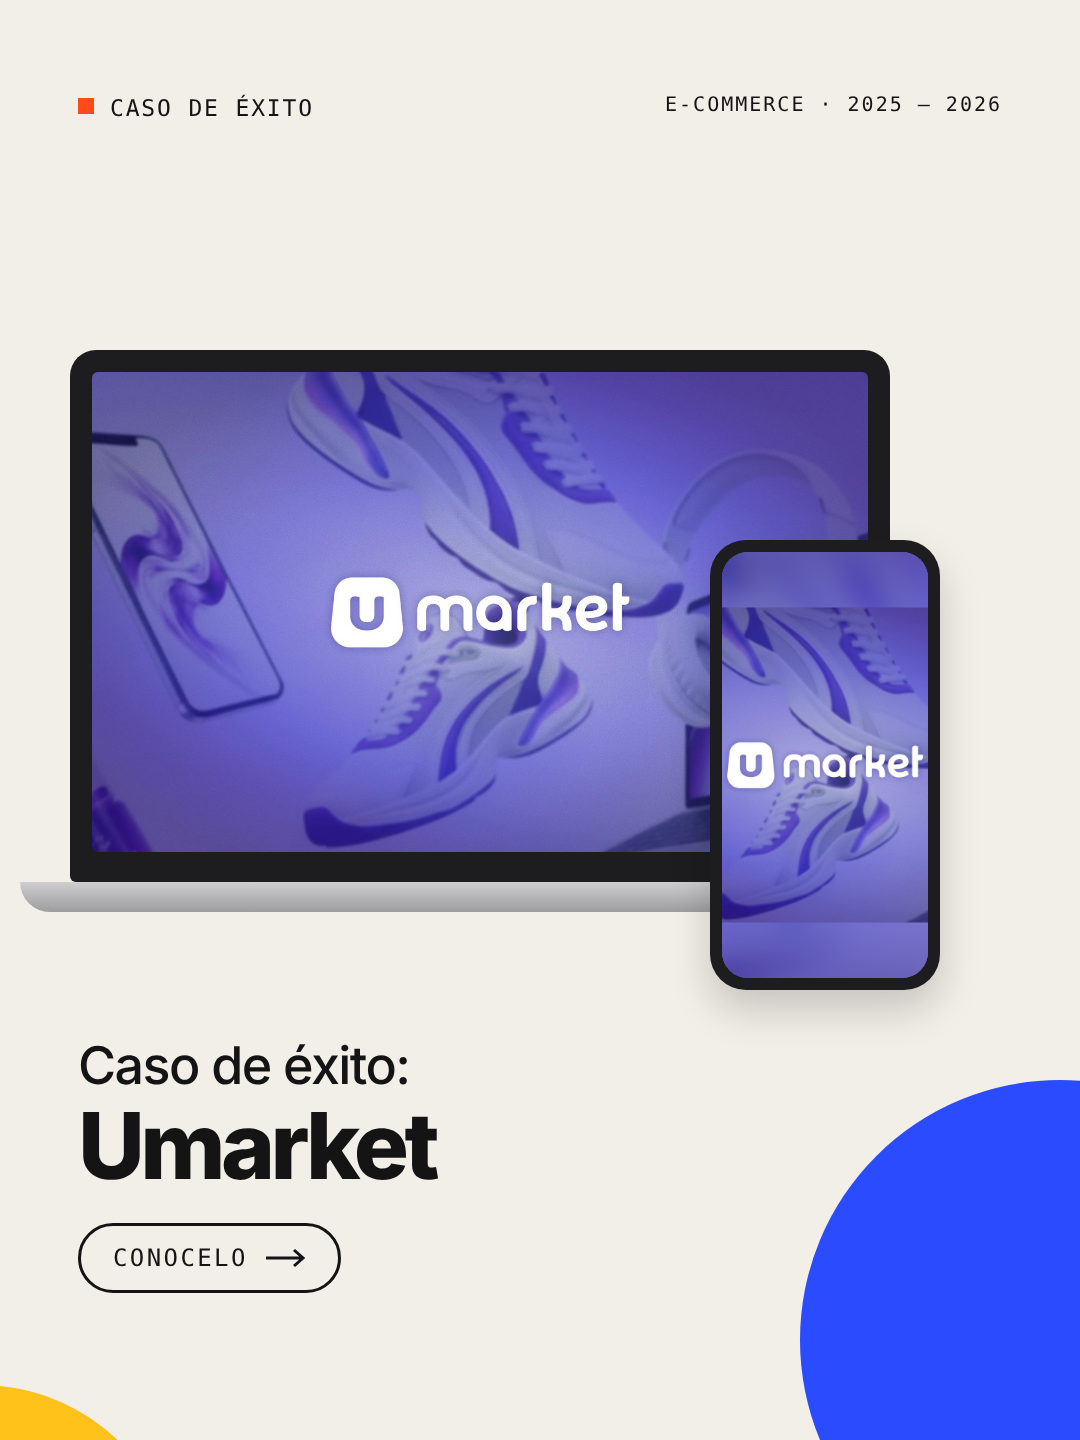 CASO DE ÉXITO
E-COMMERCE · 2025 — 2026
U market
U market
Caso de éxito:
Umarket
CONOCELO →